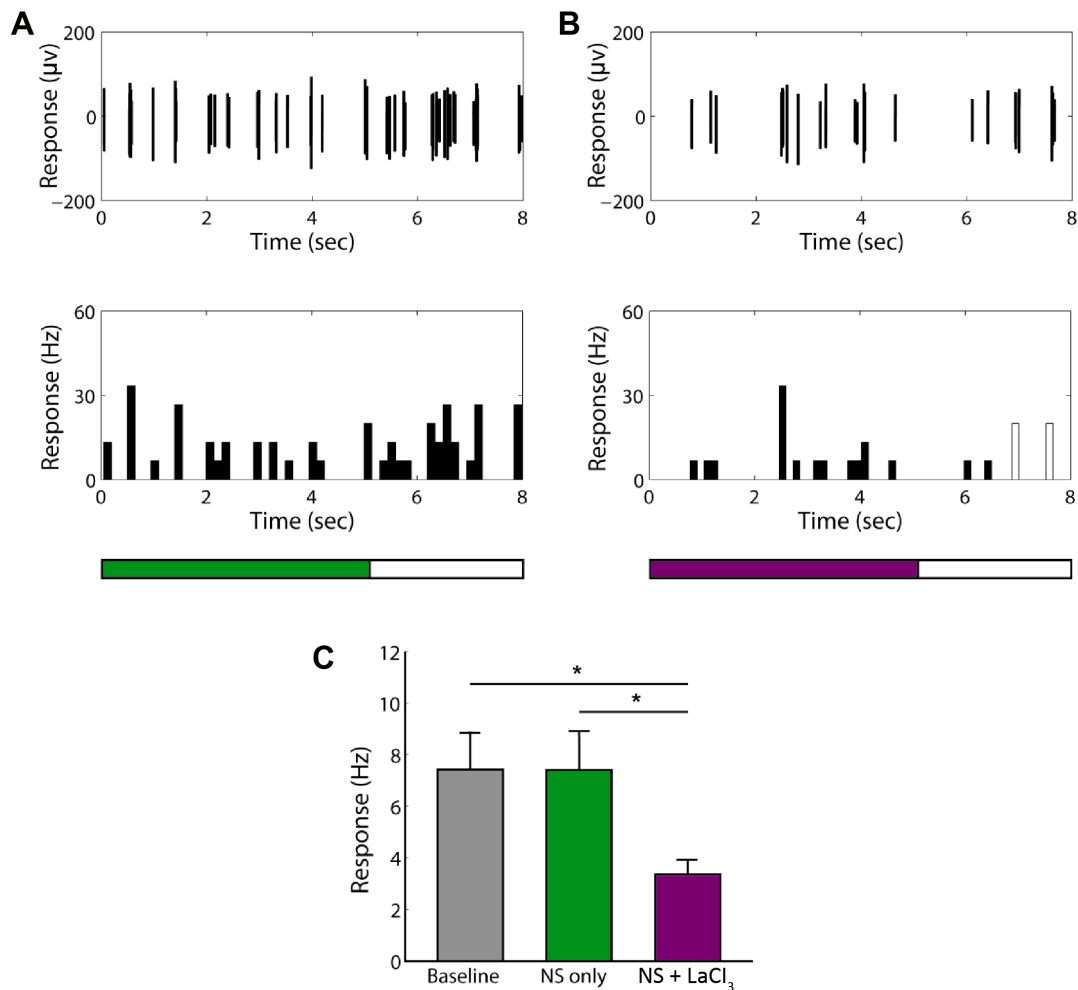 A
B
200
0
−200
Response (µv)
0 2 4 6 8
Time (sec)
200
0
−200
Response (µv)
0 2 4 6 8
Time (sec)
60
30
0
Response (Hz)
0 2 4 6 8
Time (sec)
60
30
0
Response (Hz)
0 2 4 6 8
Time (sec)
C
12
10
8
6
4
2
0
Response (Hz)
*
*
Baseline NS only NS + LaCl₃